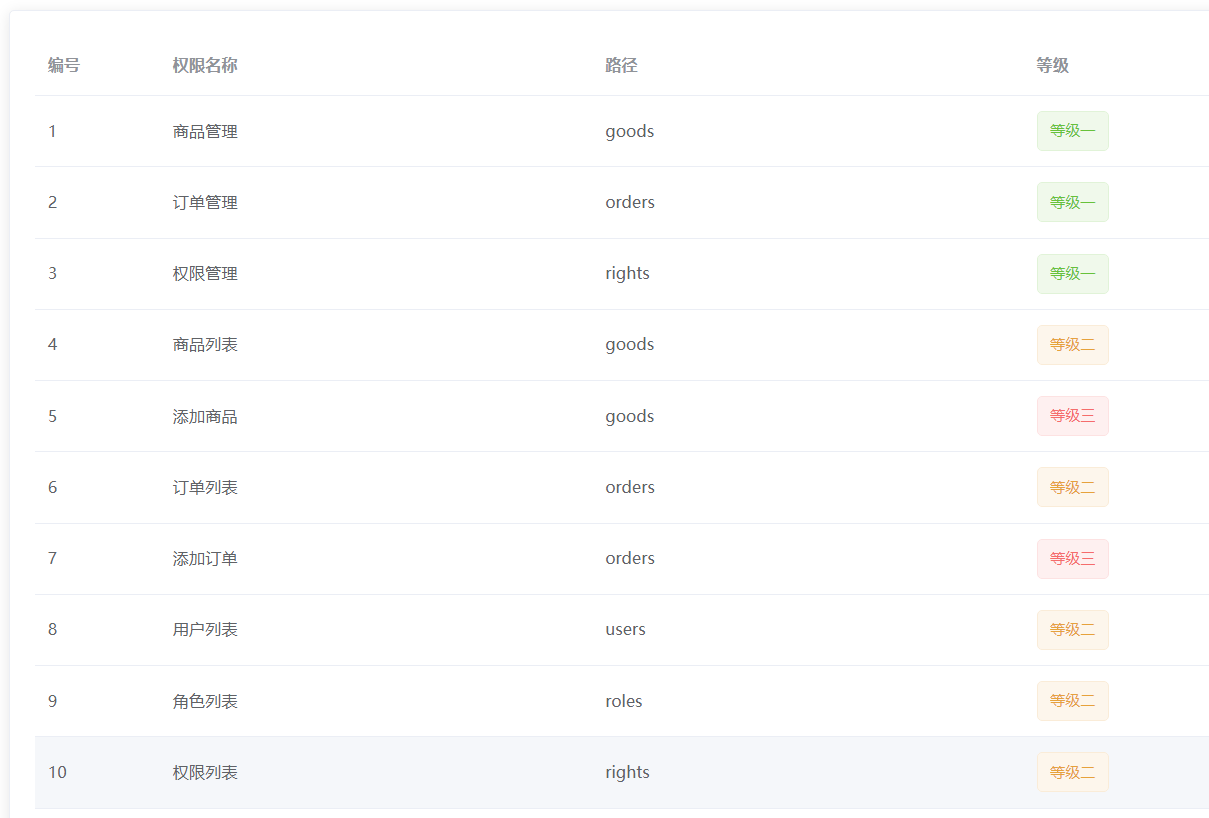 编号 权限名称 路径 等级
1 商品管理 goods 等级一
2 订单管理 orders 等级一
3 权限管理 rights 等级一
4 商品列表 goods 等级二
5 添加商品 goods 等级三
6 订单列表 orders 等级二
7 添加订单 orders 等级三
8 用户列表 users 等级二
9 角色列表 roles 等级二
10 权限列表 rights 等级二